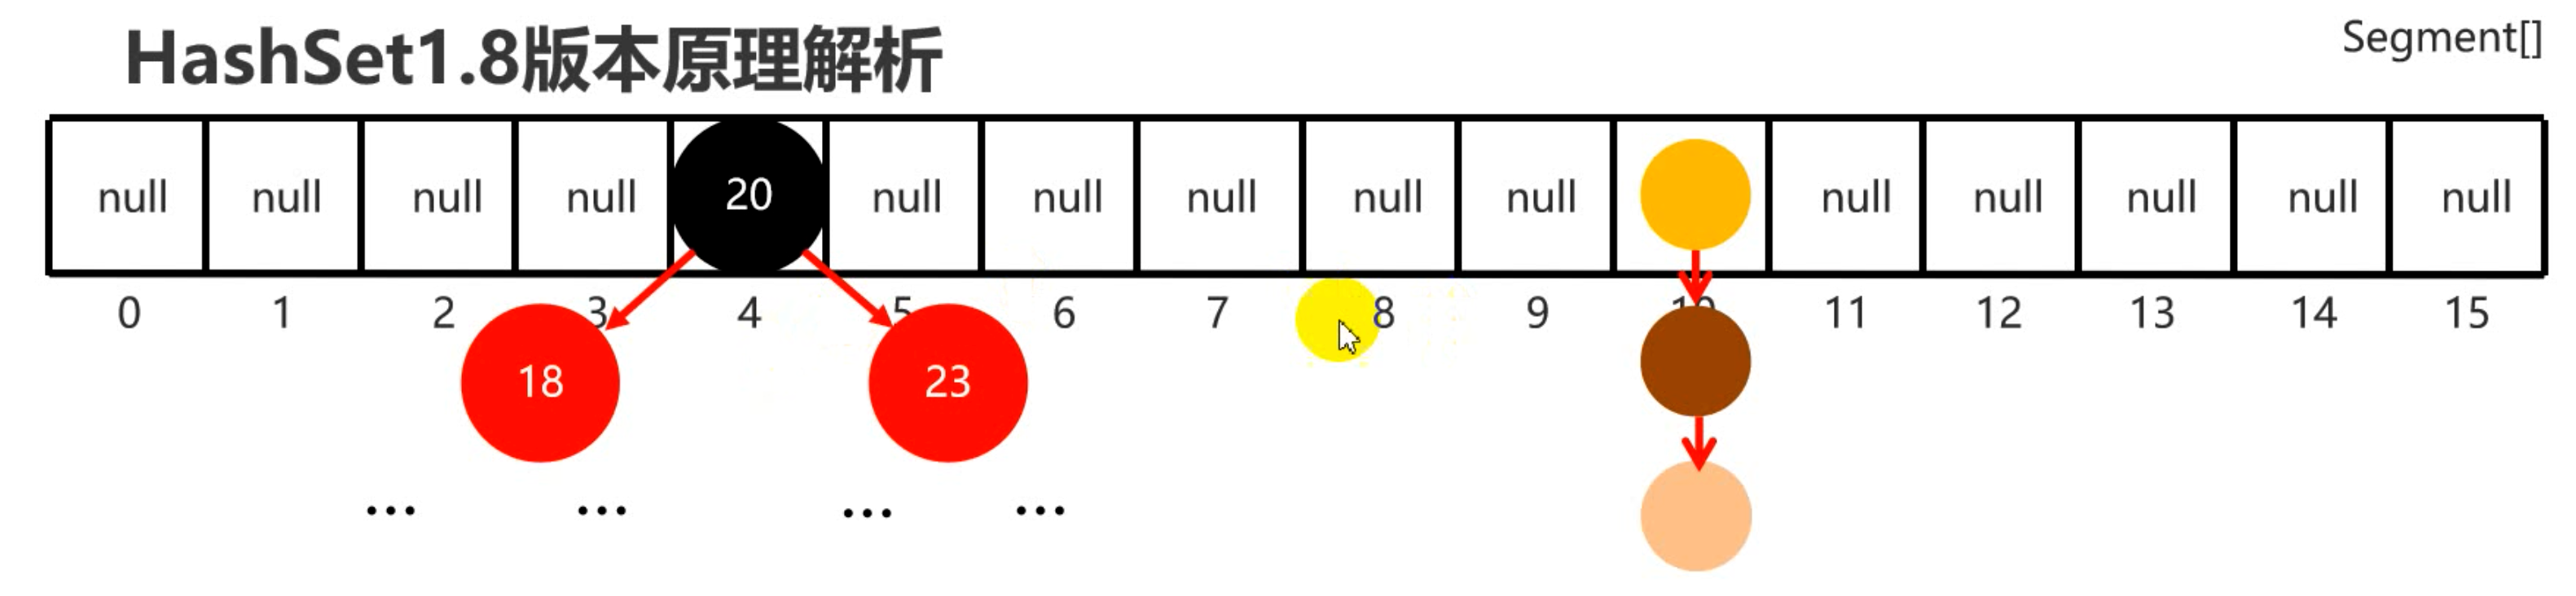 HashSet1.8版本原理解析
Segment[]
null null null null 20 null null null null null null null null null null
0 1 2 3 4 5 6 7 8 9 10 11 12 13 14 15
18 23
... ... ... ...